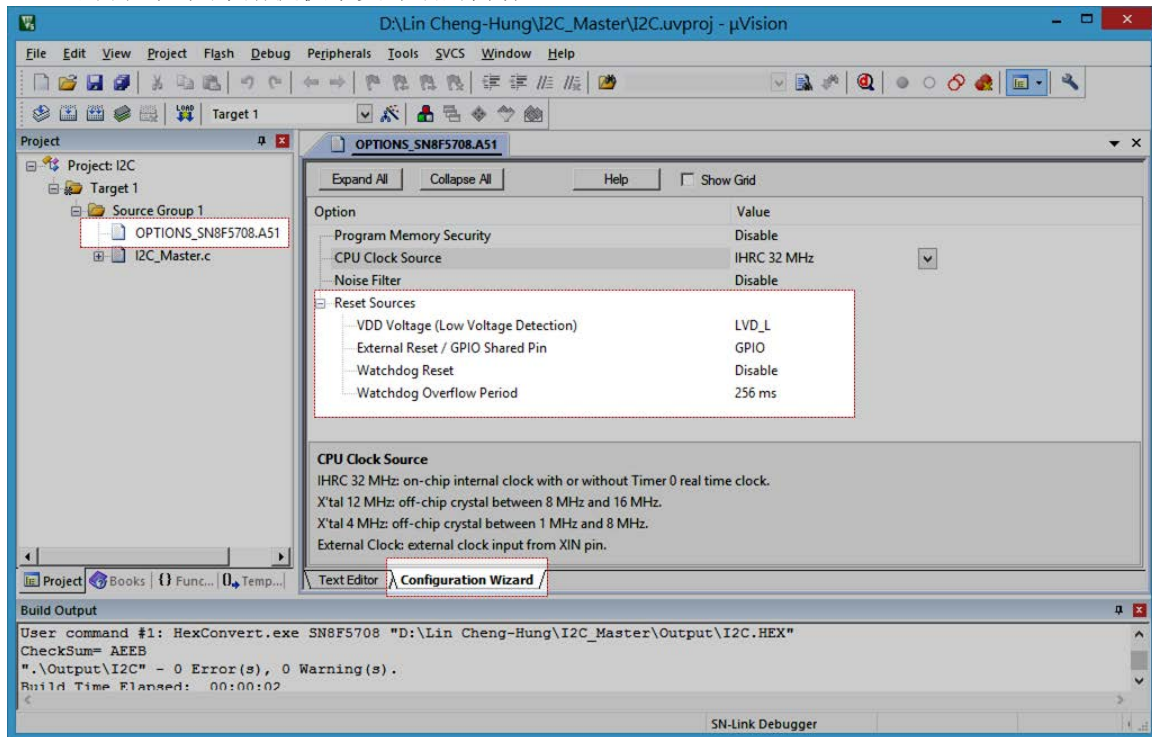 D:\Lin Cheng-Hung\I2C_Master\I2C.uvproj - µVision
File Edit View Project Flash Debug Peripherals Tools SVCS Window Help
Target 1
Project
Project: I2C
Target 1
Source Group 1
OPTIONS_SN8F5708.A51
I2C_Master.c
Project Books Func... Temp...
OPTIONS_SN8F5708.A51
Expand All Collapse All Help Show Grid
Option Value
Program Memory Security Disable
CPU Clock Source IHRC 32 MHz
Noise Filter Disable
Reset Sources
VDD Voltage (Low Voltage Detection) LVD_L
External Reset / GPIO Shared Pin GPIO
Watchdog Reset Disable
Watchdog Overflow Period 256 ms
CPU Clock Source
IHRC 32 MHz: on-chip internal clock with or without Timer 0 real time clock.
X'tal 12 MHz: off-chip crystal between 8 MHz and 16 MHz.
X'tal 4 MHz: off-chip crystal between 1 MHz and 8 MHz.
External Clock: external clock input from XIN pin.
Text Editor Configuration Wizard
Build Output
User command #1: HexConvert.exe SN8F5708 "D:\Lin Cheng-Hung\I2C_Master\Output\I2C.HEX"
CheckSum= AEEB
".\Output\I2C" - 0 Error(s), 0 Warning(s).
Build Time Elapsed: 00:00:02
SN-Link Debugger